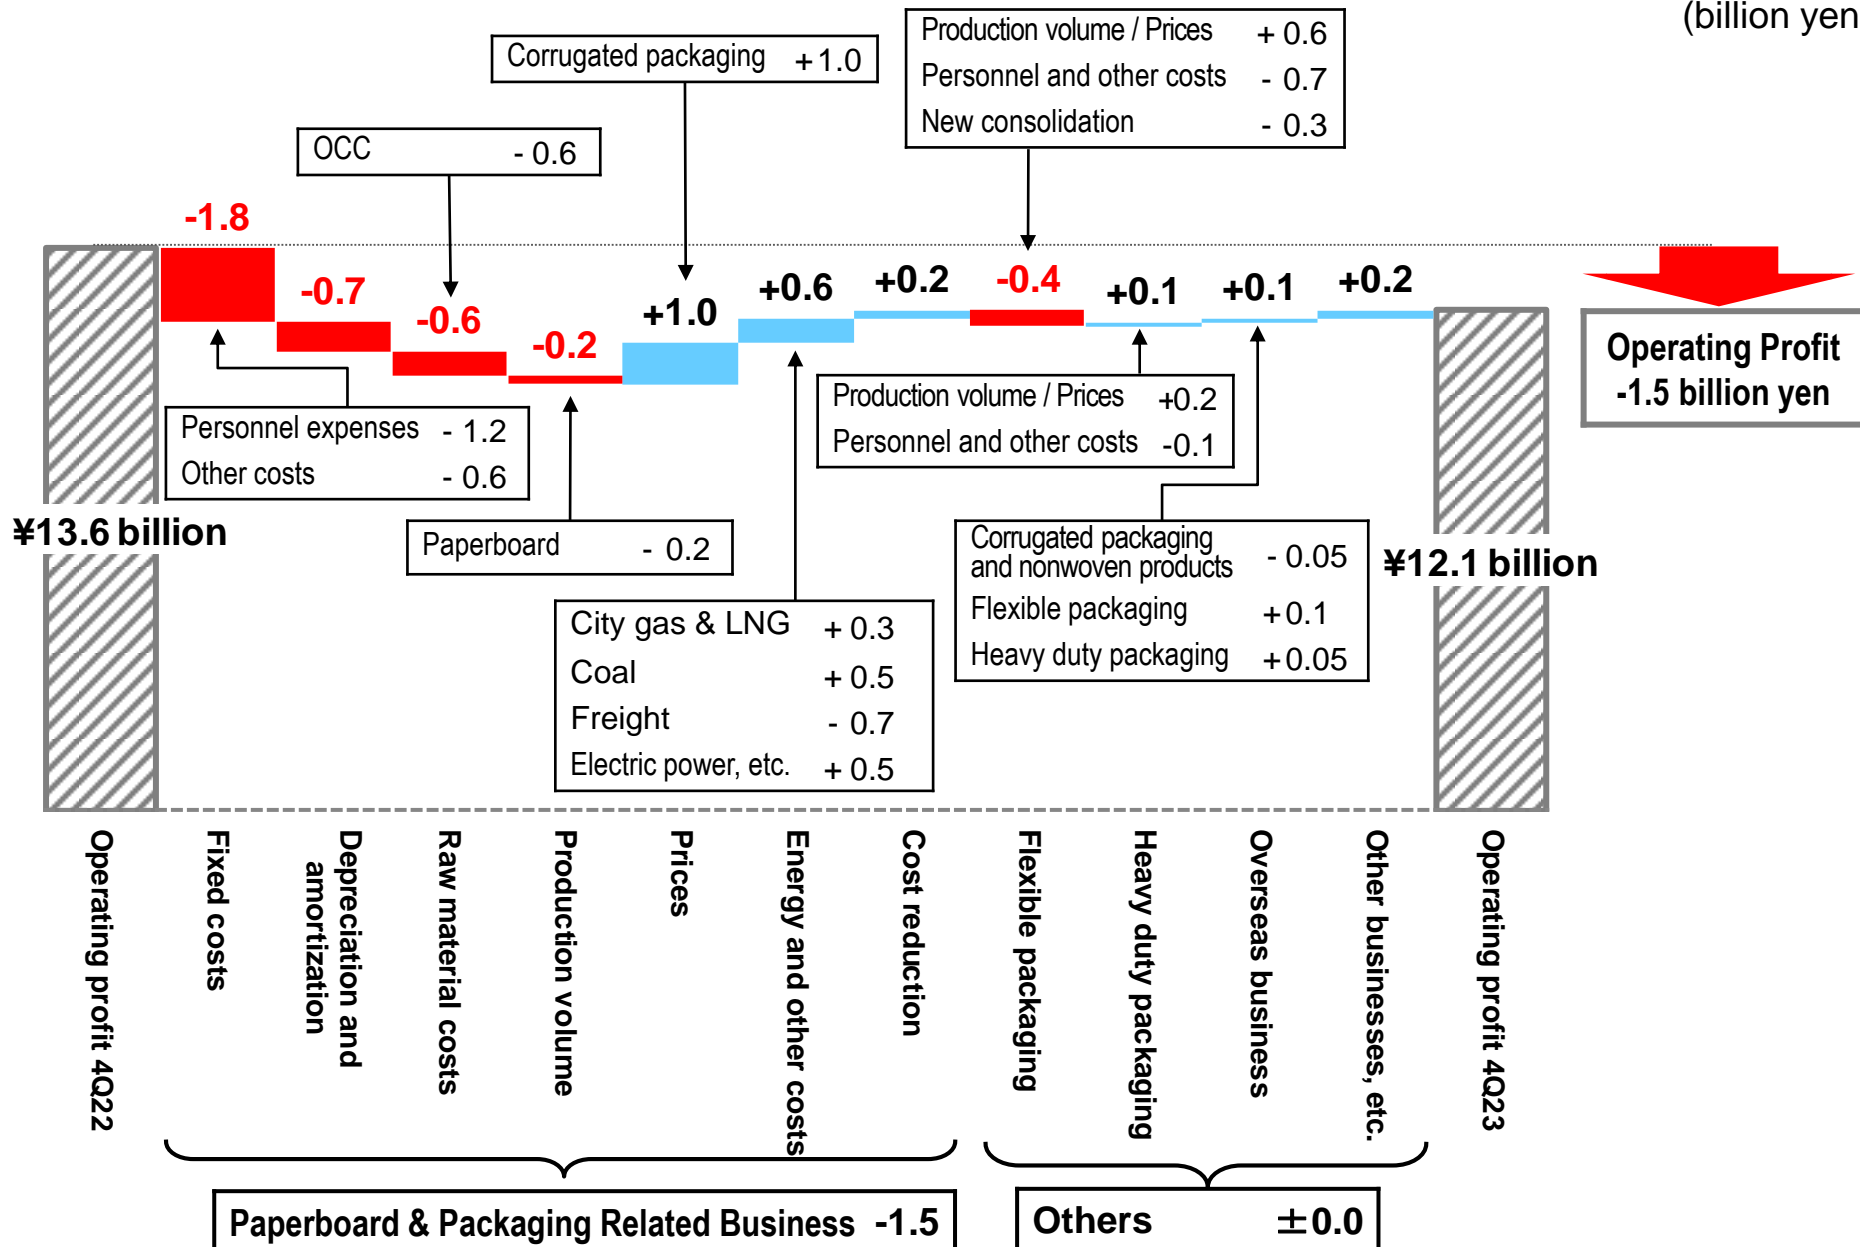 (billion yen
Production volume / Prices + 0.6
Personnel and other costs - 0.7
New consolidation - 0.3
Corrugated packaging +1.0
OCC - 0.6
-1.8
-0.7
-0.6
-0.2
+1.0
+0.6
+0.2
-0.4
+0.1
+0.1
+0.2
Operating Profit
-1.5 billion yen
Personnel expenses - 1.2
Other costs - 0.6
Production volume / Prices +0.2
Personnel and other costs -0.1
¥13.6 billion
Paperboard - 0.2
Corrugated packaging
and nonwoven products - 0.05
Flexible packaging +0.1
Heavy duty packaging +0.05
¥12.1 billion
City gas & LNG + 0.3
Coal + 0.5
Freight - 0.7
Electric power, etc. + 0.5
Operating profit 4Q22
Fixed costs
Depreciation and
amortization
Raw material costs
Production volume
Prices
Energy and other costs
Cost reduction
Flexible packaging
Heavy duty packaging
Overseas business
Other businesses, etc.
Operating profit 4Q23
Paperboard & Packaging Related Business -1.5
Others ±0.0